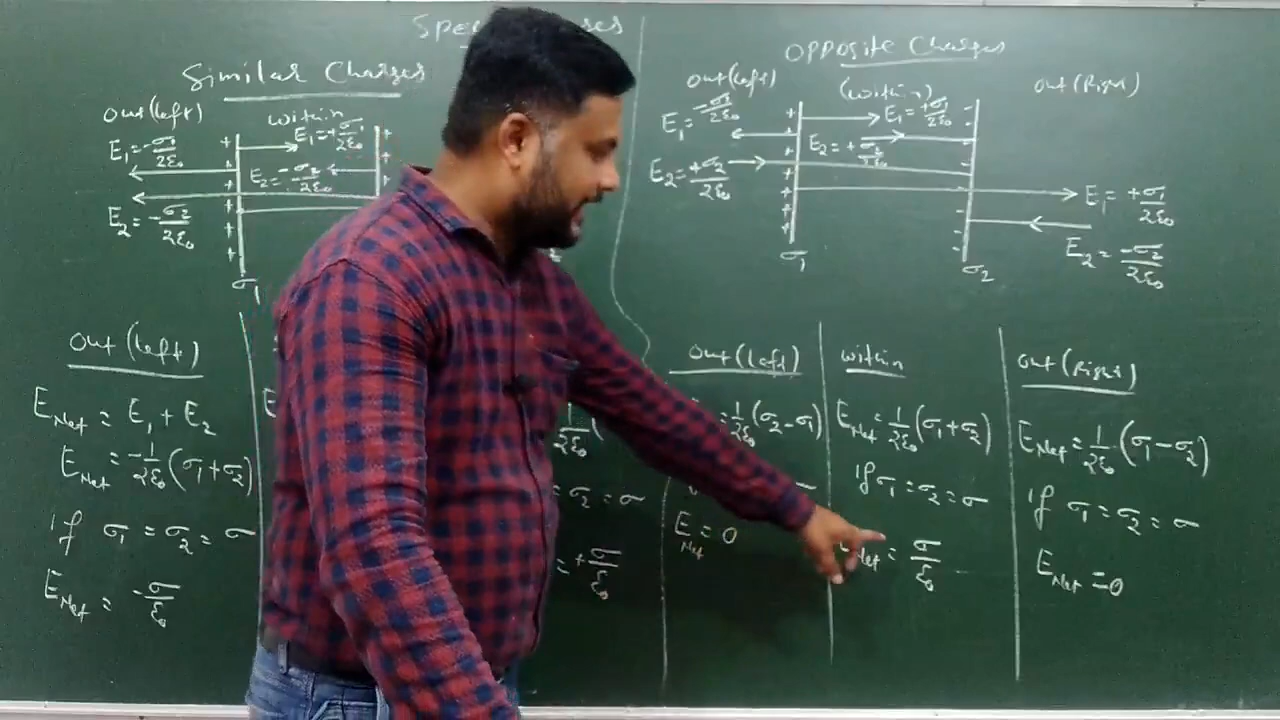 Similar Charges
Out (left)
within
E₁ = -σ₁/2ε₀
E₁ = +σ₁/2ε₀
E₂ = -σ₂/2ε₀
E₂ = -σ₂/2ε₀
σ₁
Opposite Charges
Out (left)
(within)
Out (Right)
E₁ = -σ₁/2ε₀
E₁ = +σ₁/2ε₀
E₂ = +σ₂/2ε₀
E₂ = +σ₂/2ε₀
E₁ = +σ₁/2ε₀
E₂ = -σ₂/2ε₀
σ₁
σ₂
Out (left)
E_Net = E₁ + E₂
E_Net = -1/2ε₀ (σ₁ + σ₂)
if σ₁ = σ₂ = σ
E_Net = -σ/ε₀
1/2ε₀ (
= σ₂ = σ
= +σ/ε₀
Out (left)
= 1/2ε₀ (σ₂ - σ₁)
E_Net = 0
within
E_Net = 1/2ε₀ (σ₁ + σ₂)
if σ₁ = σ₂ = σ
Net = σ/ε₀
Out (Right)
E_Net = 1/2ε₀ (σ₁ - σ₂)
if σ₁ = σ₂ = σ
E_Net = 0